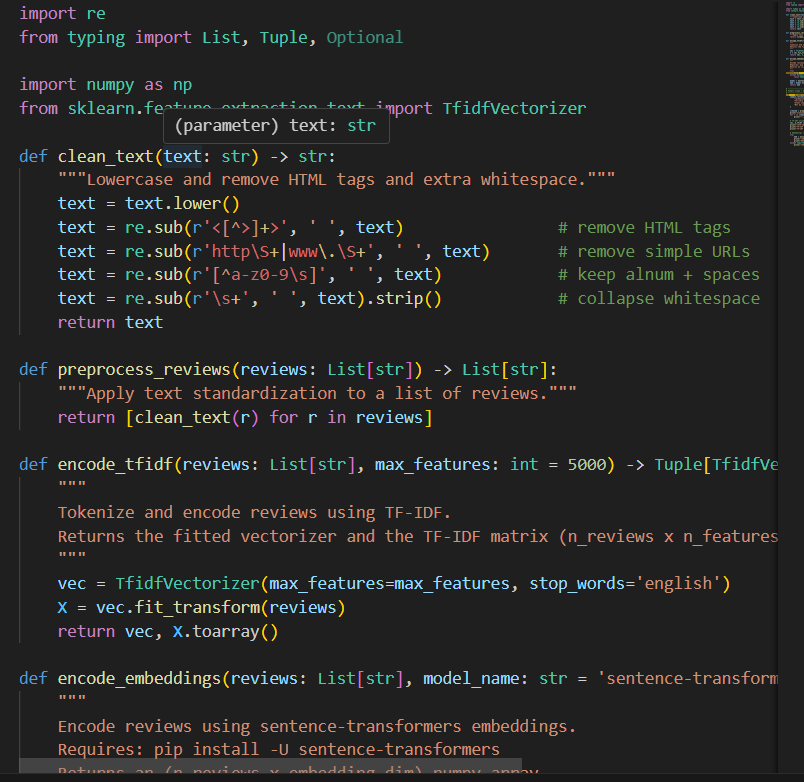 import re
from typing import List, Tuple, Optional
import numpy as np
from sklearn.feature_extraction.text import TfidfVectorizer
(parameter) text: str
def clean_text(text: str) -> str:
    """Lowercase and remove HTML tags and extra whitespace."""
    text = text.lower()
    text = re.sub(r'<[^>]+>', ' ', text)                # remove HTML tags
    text = re.sub(r'http\S+|www\.\S+', ' ', text)       # remove simple URLs
    text = re.sub(r'[^a-z0-9\s]', ' ', text)            # keep alnum + spaces
    text = re.sub(r'\s+', ' ', text).strip()            # collapse whitespace
    return text
def preprocess_reviews(reviews: List[str]) -> List[str]:
    """Apply text standardization to a list of reviews."""
    return [clean_text(r) for r in reviews]
def encode_tfidf(reviews: List[str], max_features: int = 5000) -> Tuple[TfidfVe
    """
    Tokenize and encode reviews using TF-IDF.
    Returns the fitted vectorizer and the TF-IDF matrix (n_reviews x n_features
    """
    vec = TfidfVectorizer(max_features=max_features, stop_words='english')
    X = vec.fit_transform(reviews)
    return vec, X.toarray()
def encode_embeddings(reviews: List[str], model_name: str = 'sentence-transform
    """
    Encode reviews using sentence-transformers embeddings.
    Requires: pip install -U sentence-transformers
    Returns an (n_reviews x embedding_dim) numpy array